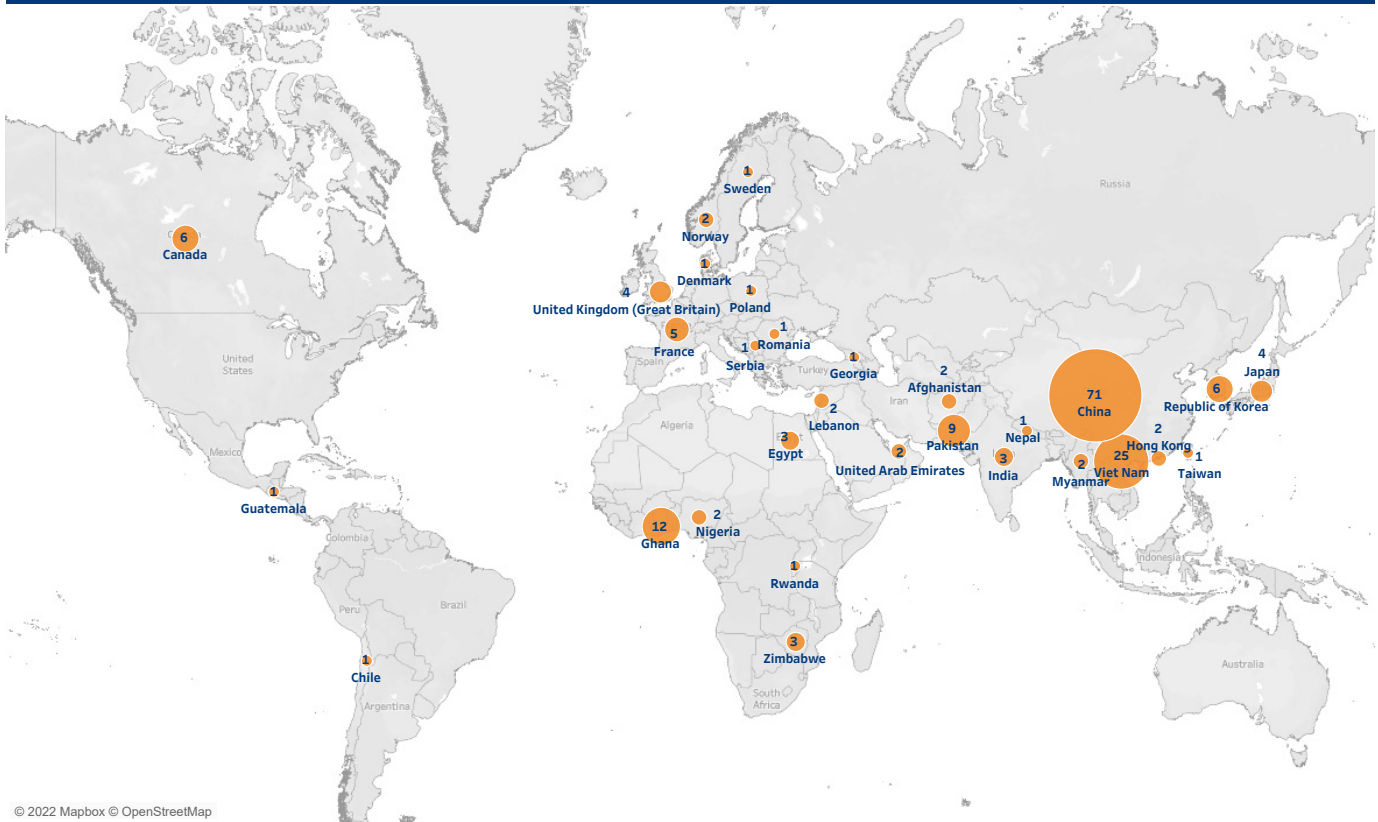 Russia
1
Sweden
2
Norway
6
Canada
1
Denmark
4
United Kingdom (Great Britain)
1
Poland
5
France
1
Romania
1
Serbia
Spain
United
States
1
Georgia
Turkey
2
Afghanistan
Iran
4
Japan
6
Republic of Korea
71
China
2
Lebanon
9
Pakistan
1
Nepal
2
Hong Kong
3
Egypt
Algeria
2
United Arab Emirates
3
India
2
Myanmar
25
Viet Nam
1
Taiwan
Mexico
1
Guatemala
12
Ghana
2
Nigeria
Colombia
Indonesia
1
Rwanda
Peru
Brazil
3
Zimbabwe
1
Chile
Australia
South
Africa
Argentina
© 2022 Mapbox © OpenStreetMap